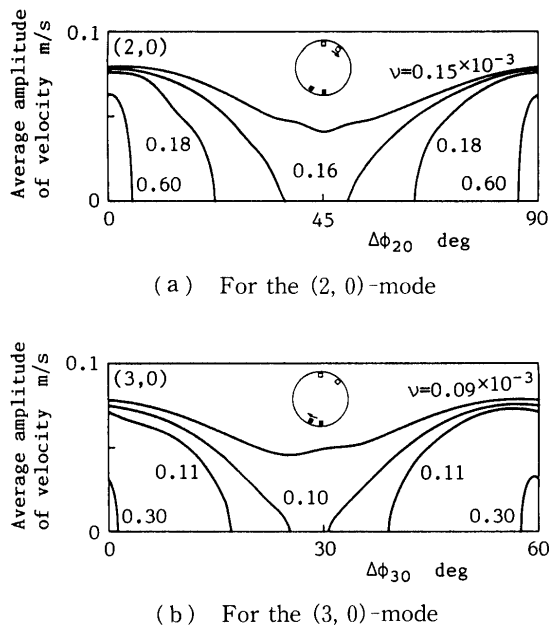 0.1
(2,0)
ν=0.15×10⁻³
Average amplitude
of velocity m/s
0.18
0.16
0.18
0.60
0.60
0
0
45
90
Δϕ₂₀ deg
(a) For the (2, 0)-mode
0.1
(3,0)
ν=0.09×10⁻³
Average amplitude
of velocity m/s
0.11
0.10
0.11
0.30
0.30
0
0
30
60
Δϕ₃₀ deg
(b) For the (3, 0)-mode